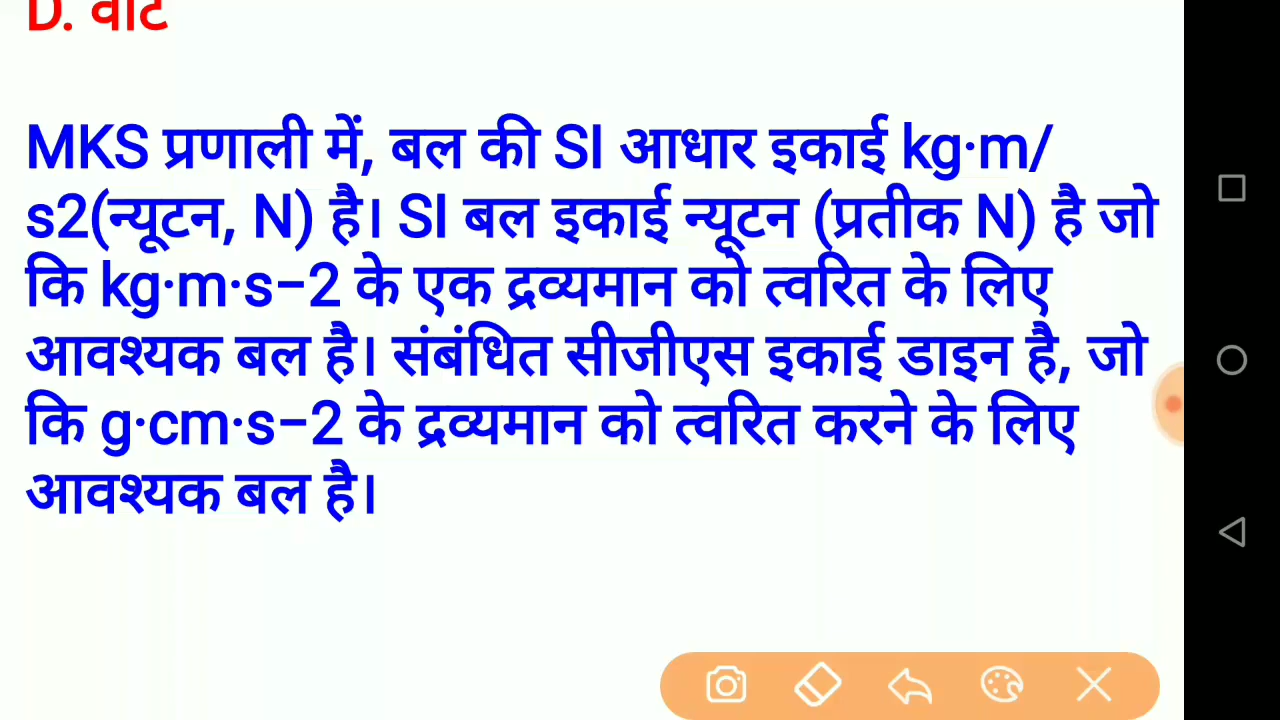 D. वाट
MKS प्रणाली में, बल की SI आधार इकाई kg·m/
s2(न्यूटन, N) है। SI बल इकाई न्यूटन (प्रतीक N) है जो
कि kg·m·s−2 के एक द्रव्यमान को त्वरित के लिए
आवश्यक बल है। संबंधित सीजीएस इकाई डाइन है, जो
कि g·cm·s−2 के द्रव्यमान को त्वरित करने के लिए
आवश्यक बल है।